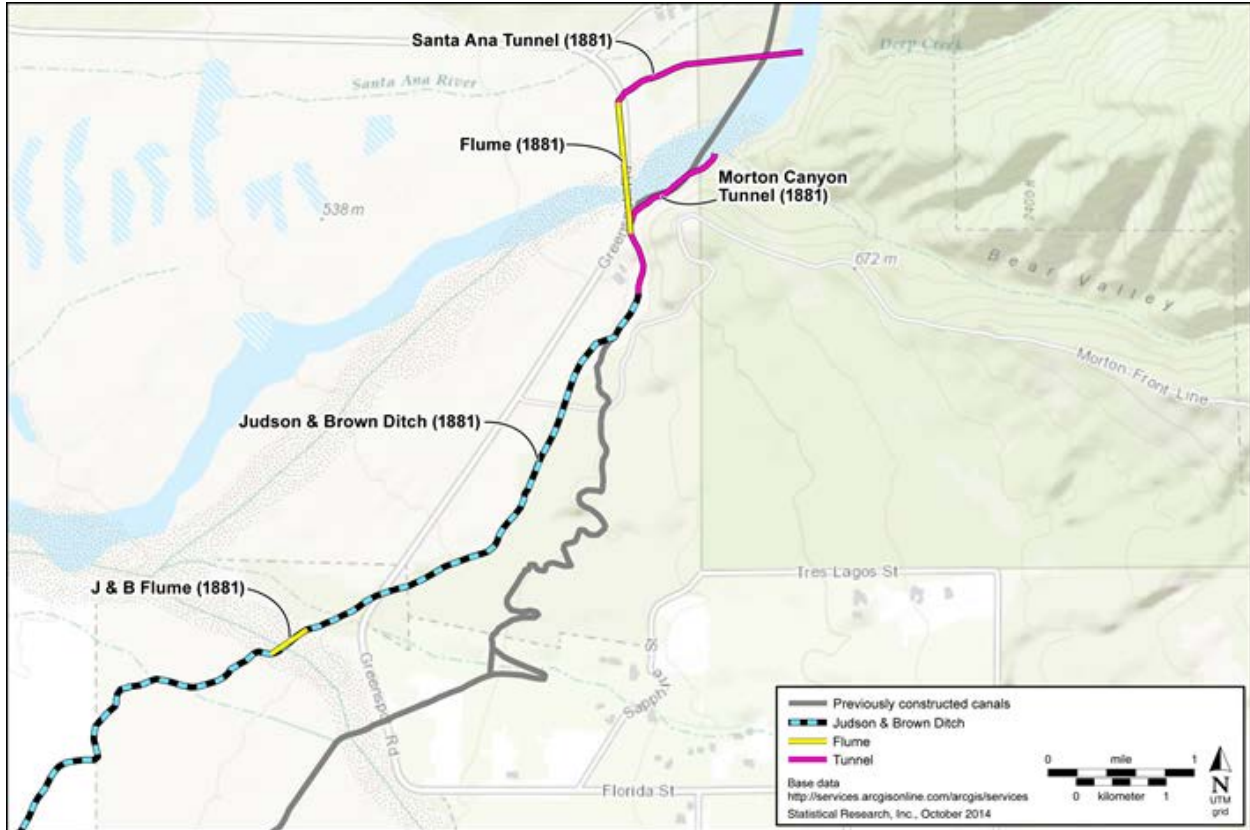 Santa Ana Tunnel (1881)
Deep Creek
Santa Ana River
Flume (1881)
Morton Canyon
Tunnel (1881)
538 m
2400 ft
672 m
Bear Valley
Morton Front Line
Judson & Brown Ditch (1881)
J & B Flume (1881)
Tres Lagos St
Greenspot Rd
Florida St
Previously constructed canals
Judson & Brown Ditch
Flume
Tunnel
Base data
http://services.arcgisonline.com/arcgis/services
Statistical Research, Inc., October 2014
0 mile 1
0 kilometer 1
N
UTM
grid